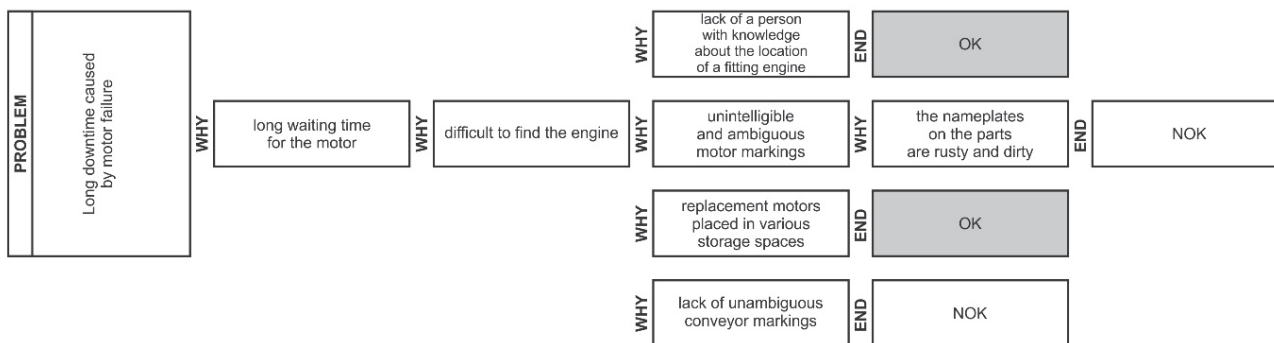 PROBLEM
Long downtime caused
by motor failure
WHY
long waiting time
for the motor
WHY
difficult to find the engine
WHY
lack of a person
with knowledge
about the location
of a fitting engine
END
OK
WHY
unintelligible
and ambiguous
motor markings
WHY
the nameplates
on the parts
are rusty and dirty
END
NOK
WHY
replacement motors
placed in various
storage spaces
END
OK
WHY
lack of unambiguous
conveyor markings
END
NOK